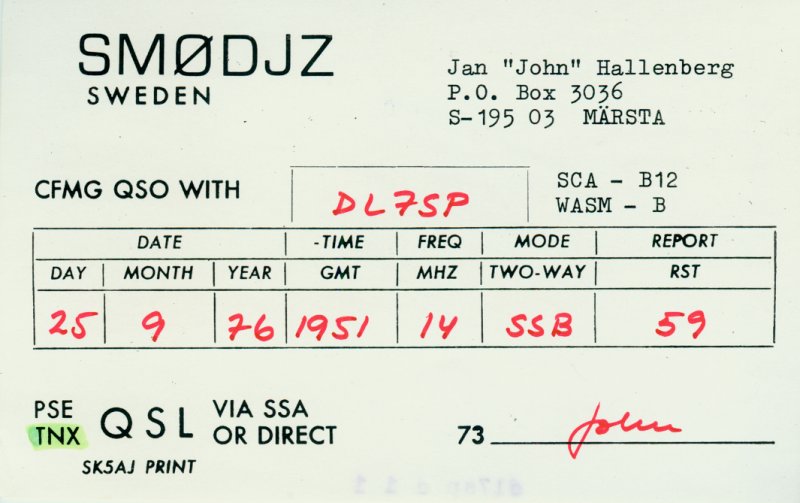 SMØDJZ
SWEDEN
Jan "John" Hallenberg
P.O. Box 3036
S-195 03 MÄRSTA
CFMG QSO WITH DL7SP
SCA - B12
WASM - B
DATE -TIME FREQ MODE REPORT
DAY MONTH YEAR GMT MHZ TWO-WAY RST
25 9 76 1951 14 SSB 59
PSE TNX QSL VIA SSA OR DIRECT 73 John
SK5AJ PRINT